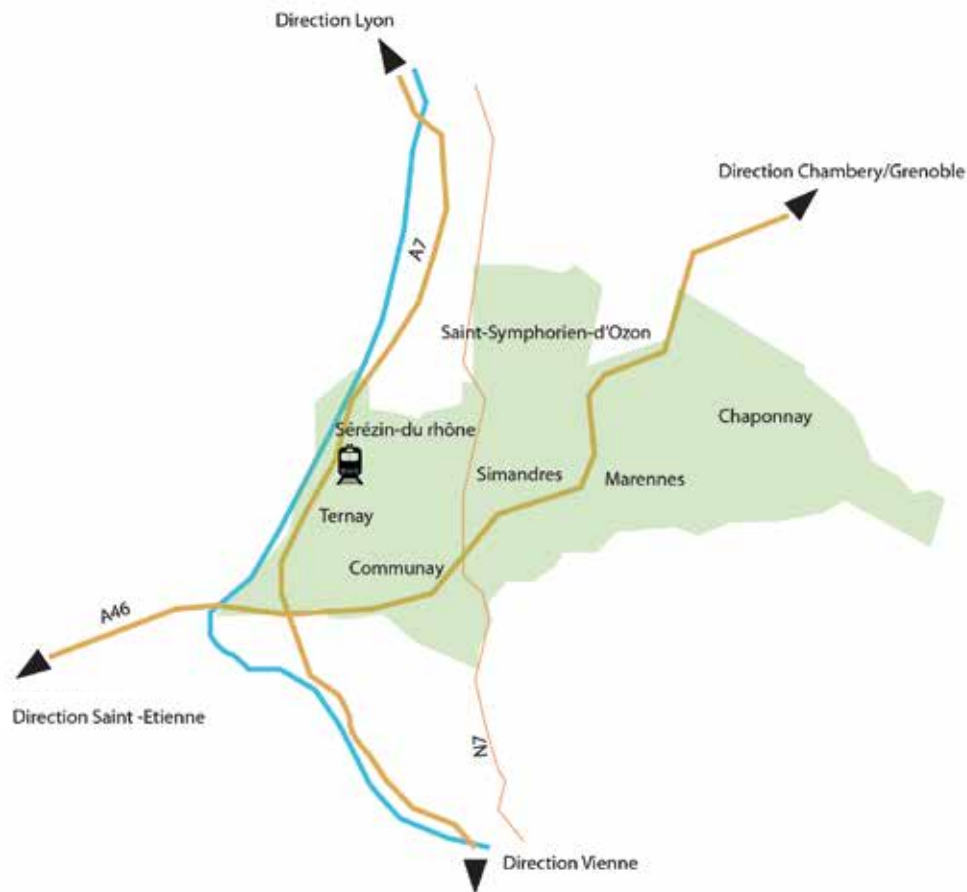 Direction Lyon
Direction Chambery/Grenoble
A7
Saint-Symphorien-d'Ozon
Chaponnay
Sérézin-du rhône
Simandres
Marennes
Ternay
Communay
A46
Direction Saint -Etienne
N7
Direction Vienne